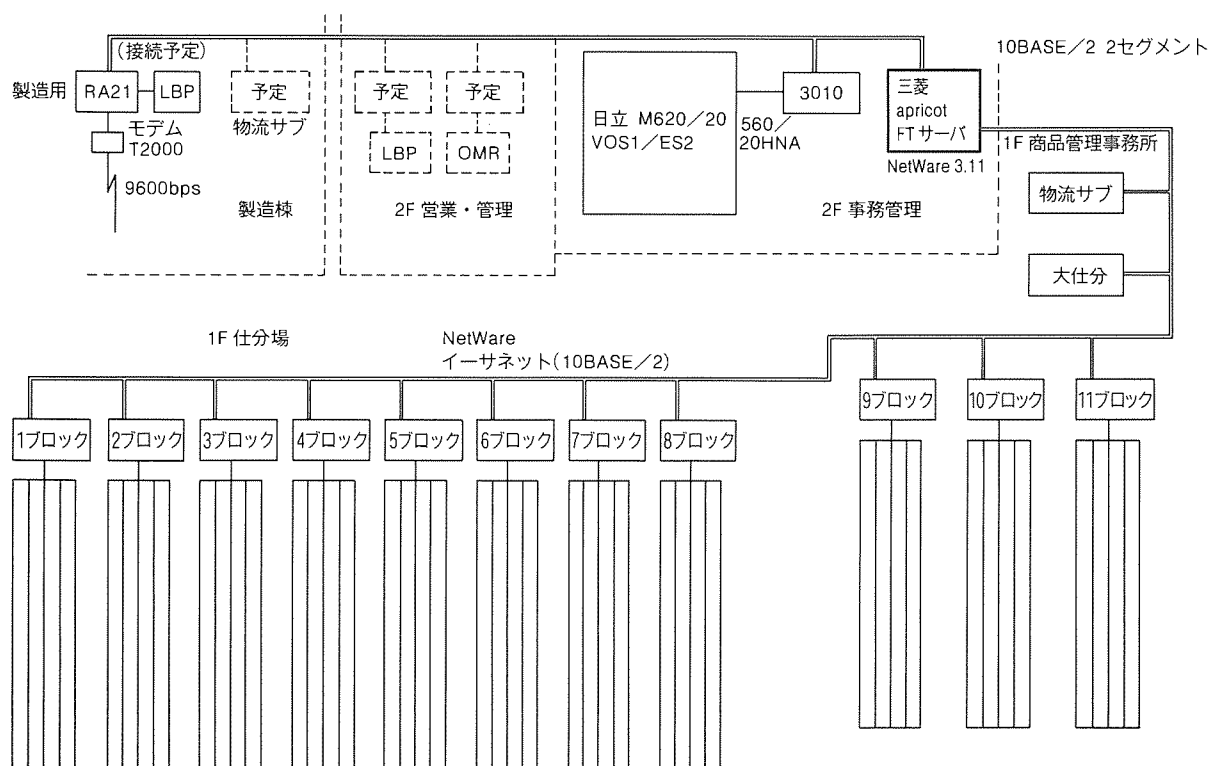 (接続予定)
製造用
RA21
LBP
モデム
T2000
9600bps
製造棟
予定
物流サブ
予定
LBP
予定
OMR
2F 営業・管理
日立 M620/20
VOS1/ES2
560/
20HNA
3010
三菱
apricot
FTサーバ
NetWare 3.11
2F 事務管理
10BASE/2 2セグメント
1F 商品管理事務所
物流サブ
大仕分
1F 仕分場
NetWare
イーサネット(10BASE/2)
1ブロック
2ブロック
3ブロック
4ブロック
5ブロック
6ブロック
7ブロック
8ブロック
9ブロック
10ブロック
11ブロック